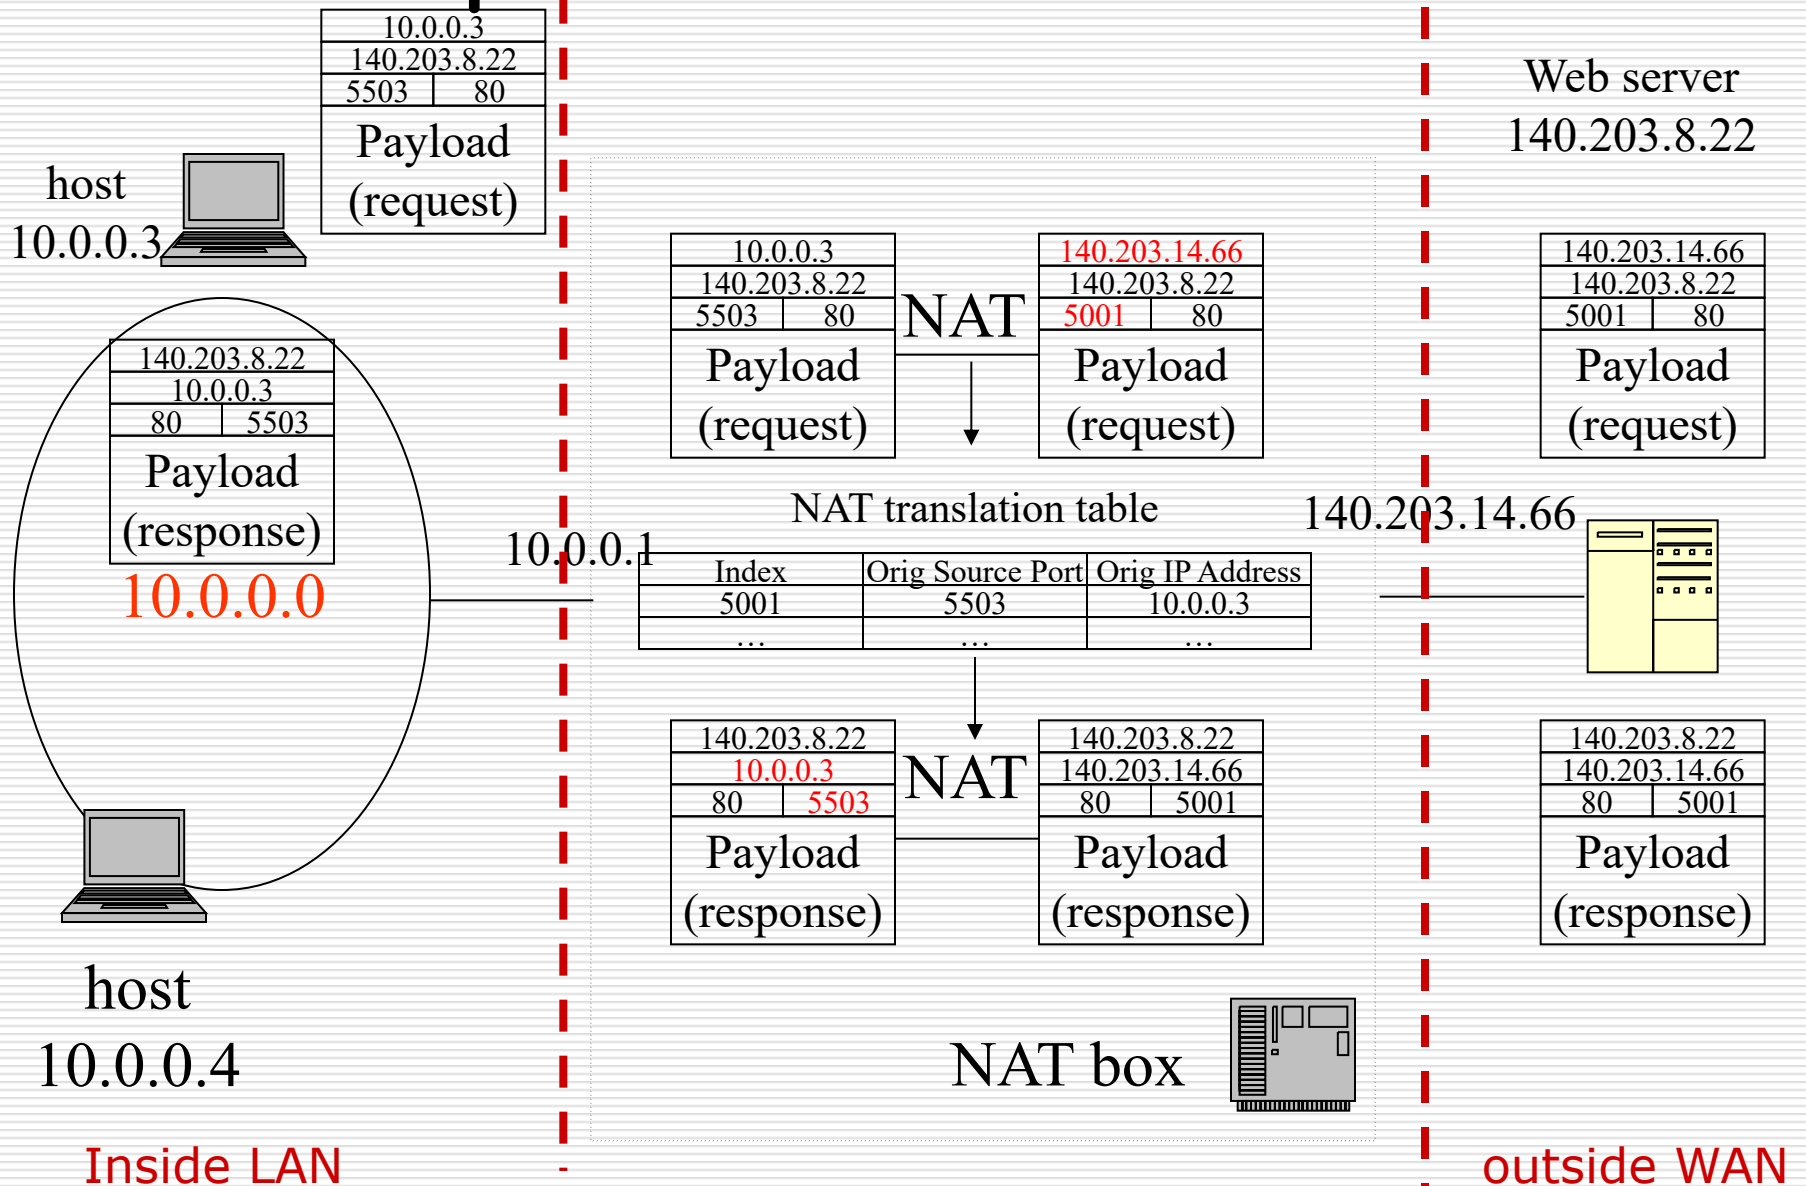 10.0.0.3
140.203.8.22
5503 80
Payload
(request)
host
10.0.0.3
140.203.8.22
10.0.0.3
80 5503
Payload
(response)
10.0.0.0
host
10.0.0.4
Inside LAN
10.0.0.1
10.0.0.3
140.203.8.22
5503 80
Payload
(request)
NAT
140.203.14.66
140.203.8.22
5001 80
Payload
(request)
NAT translation table
Index Orig Source Port Orig IP Address
5001 5503 10.0.0.3
... ... ...
140.203.8.22
10.0.0.3
80 5503
Payload
(response)
NAT
140.203.8.22
140.203.14.66
80 5001
Payload
(response)
NAT box
Web server
140.203.8.22
140.203.14.66
140.203.8.22
5001 80
Payload
(request)
140.203.14.66
140.203.8.22
140.203.14.66
80 5001
Payload
(response)
outside WAN